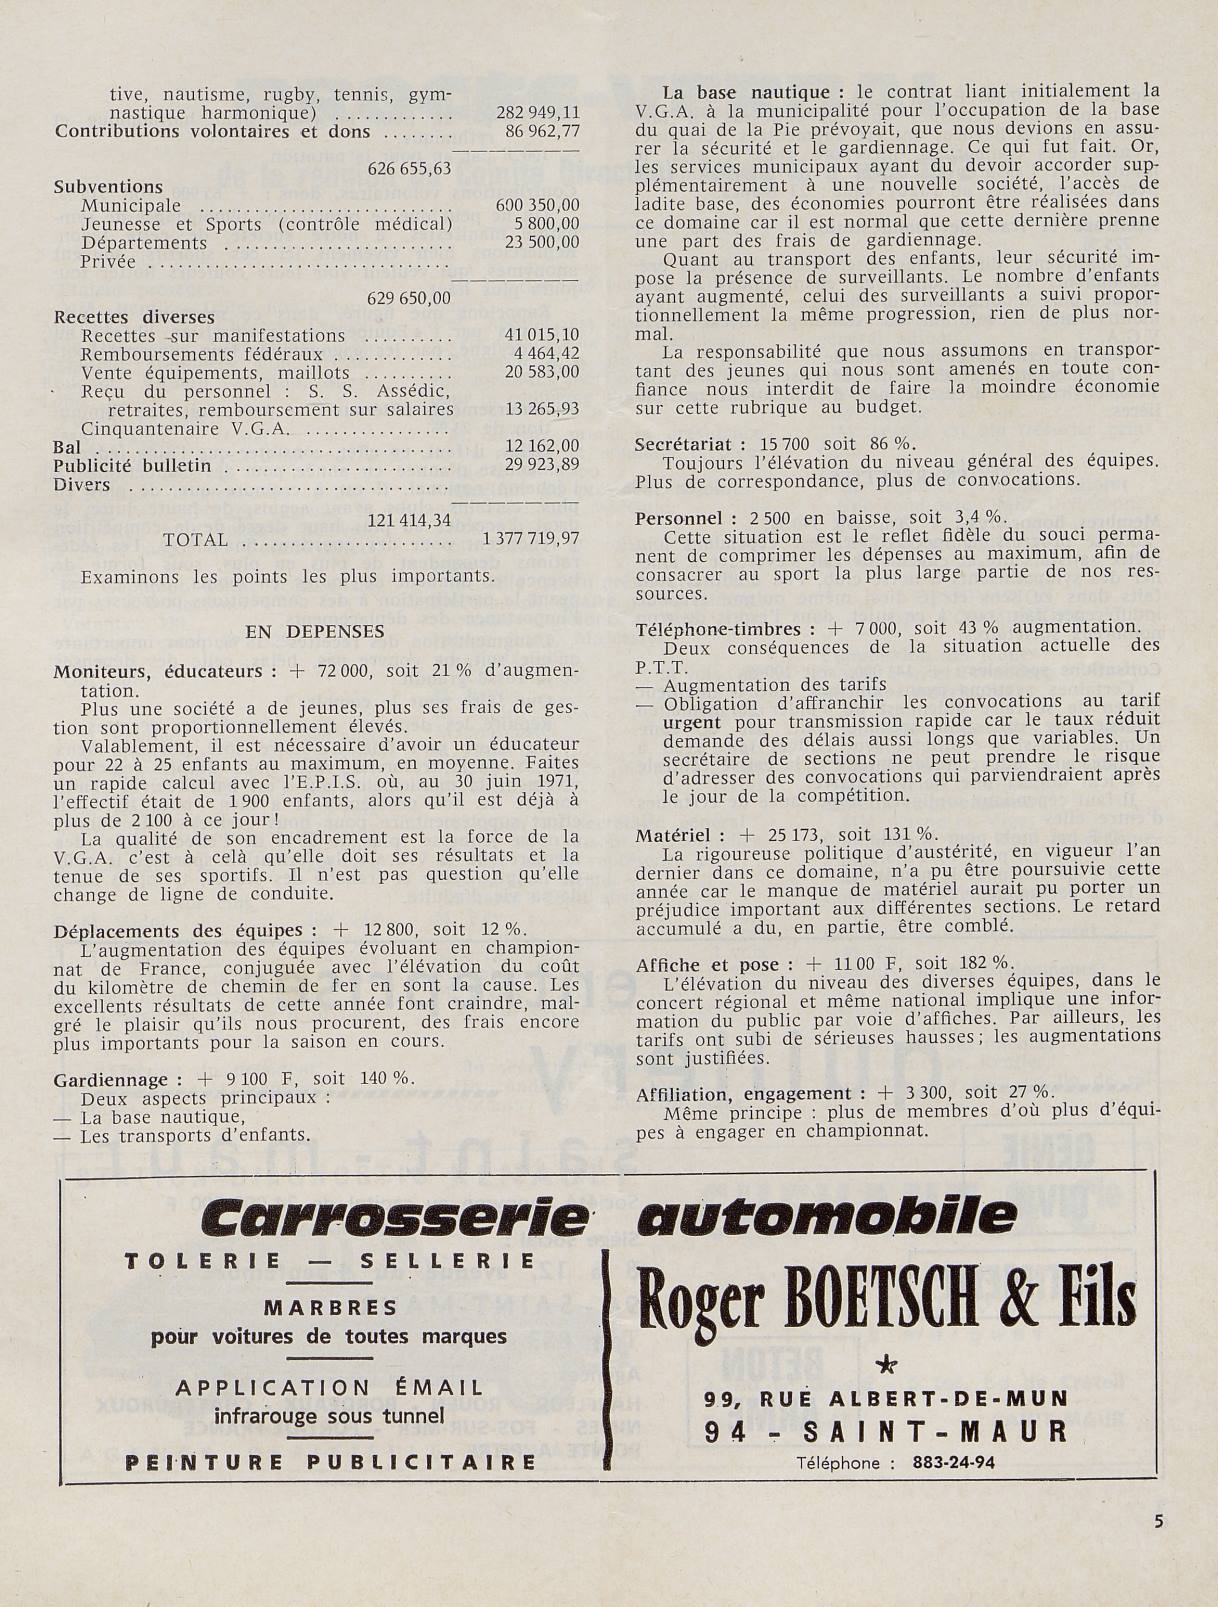 tive, nautisme, rugby, tennis, gym-
nastique harmonique) ............. 282 949,11
Contributions volontaires et dons ........ 86 962,77
626 655,63
Subventions
Municipale ........................... 600 350,00
Jeunesse et Sports (contrôle médical) 5 800,00
Départements ......................... 23 500,00
Privée ................................
629 650,00
Recettes diverses
Recettes sur manifestations .......... 41 015,10
Remboursements fédéraux ............. 4 464,42
Vente équipements, maillots .......... 20 583,00
Reçu du personnel : S. S. Assédic,
retraites, remboursement sur salaires 13 265,93
Cinquantenaire V.G.A. ................
Bal ...................................... 12 162,00
Publicité bulletin ......................... 29 923,89
Divers ..................................
121 414,34
TOTAL ....................... 1 377 719,97
Examinons les points les plus importants.
EN DEPENSES
Moniteurs, éducateurs : + 72 000, soit 21 % d'augmen-
tation.
Plus une société a de jeunes, plus ses frais de ges-
tion sont proportionnellement élevés.
Valablement, il est nécessaire d'avoir un éducateur
pour 22 à 25 enfants au maximum, en moyenne. Faites
un rapide calcul avec l'E.P.I.S. où, au 30 juin 1971,
l'effectif était de 1 900 enfants, alors qu'il est déjà à
plus de 2 100 à ce jour !
La qualité de son encadrement est la force de la
V.G.A. c'est à celà qu'elle doit ses résultats et la
tenue de ses sportifs. Il n'est pas question qu'elle
change de ligne de conduite.
Déplacements des équipes : + 12 800, soit 12 %.
L'augmentation des équipes évoluant en champion-
nat de France, conjuguée avec l'élévation du coût
du kilomètre de chemin de fer en sont la cause. Les
excellents résultats de cette année font craindre, mal-
gré le plaisir qu'ils nous procurent, des frais encore
plus importants pour la saison en cours.
Gardiennage : + 9 100 F, soit 140 %.
Deux aspects principaux :
— La base nautique,
— Les transports d'enfants.
La base nautique : le contrat liant initialement la
V.G.A. à la municipalité pour l'occupation de la base
du quai de la Pie prévoyait, que nous devions en assu-
rer la sécurité et le gardiennage. Ce qui fut fait. Or,
les services municipaux ayant du devoir accorder sup-
plémentairement à une nouvelle société, l'accès de
ladite base, des économies pourront être réalisées dans
ce domaine car il est normal que cette dernière prenne
une part des frais de gardiennage.
Quant au transport des enfants, leur sécurité im-
pose la présence de surveillants. Le nombre d'enfants
ayant augmenté, celui des surveillants a suivi propor-
tionnellement la même progression, rien de plus nor-
mal.
La responsabilité que nous assumons en transpor-
tant des jeunes qui nous sont amenés en toute con-
fiance nous interdit de faire la moindre économie
sur cette rubrique au budget.
Secrétariat : 15 700 soit 86 %.
Toujours l'élévation du niveau général des équipes.
Plus de correspondance, plus de convocations.
Personnel : 2 500 en baisse, soit 3,4 %.
Cette situation est le reflet fidèle du souci perma-
nent de comprimer les dépenses au maximum, afin de
consacrer au sport la plus large partie de nos res-
sources.
Téléphone-timbres : + 7 000, soit 43 % augmentation.
Deux conséquences de la situation actuelle des
P.T.T.
— Augmentation des tarifs
— Obligation d'affranchir les convocations au tarif
urgent pour transmission rapide car le taux réduit
demande des délais aussi longs que variables. Un
secrétaire de sections ne peut prendre le risque
d'adresser des convocations qui parviendraient après
le jour de la compétition.
Matériel : + 25 173, soit 131 %.
La rigoureuse politique d'austérité, en vigueur l'an
dernier dans ce domaine, n'a pu être poursuivie cette
année car le manque de matériel aurait pu porter un
préjudice important aux différentes sections. Le retard
accumulé a du, en partie, être comblé.
Affiche et pose : + 1100 F, soit 182 %.
L'élévation du niveau des diverses équipes, dans le
concert régional et même national implique une infor-
mation du public par voie d'affiches. Par ailleurs, les
tarifs ont subi de sérieuses hausses ; les augmentations
sont justifiées.
Affiliation, engagement : + 3 300, soit 27 %.
Même principe : plus de membres d'où plus d'équi-
pes à engager en championnat.
Carrosserie automobile
TOLERIE — SELLERIE
MARBRES
pour voitures de toutes marques
APPLICATION ÉMAIL
infrarouge sous tunnel
PEINTURE PUBLICITAIRE
Roger BOETSCH & Fils
★
99, RUE ALBERT-DE-MUN
94 - SAINT-MAUR
Téléphone : 883-24-94
5